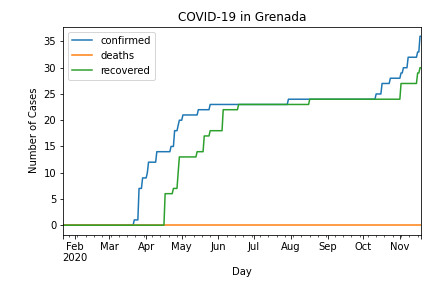 COVID-19 in Grenada
confirmed
deaths
recovered
Number of Cases
35
30
25
20
15
10
5
0
Feb Mar Apr May Jun Jul Aug Sep Oct Nov
2020
Day